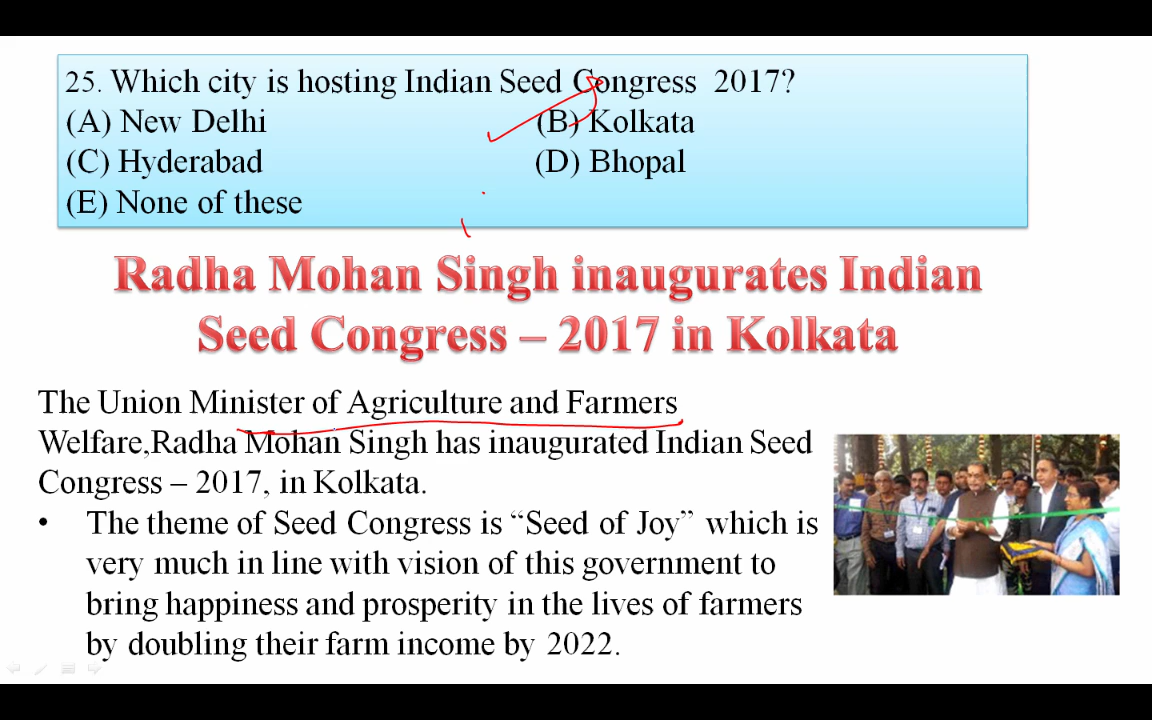 25. Which city is hosting Indian Seed Congress 2017?
(A) New Delhi (B) Kolkata
(C) Hyderabad (D) Bhopal
(E) None of these
Radha Mohan Singh inaugurates Indian
Seed Congress – 2017 in Kolkata
The Union Minister of Agriculture and Farmers
Welfare,Radha Mohan Singh has inaugurated Indian Seed
Congress – 2017, in Kolkata.
• The theme of Seed Congress is “Seed of Joy” which is
very much in line with vision of this government to
bring happiness and prosperity in the lives of farmers
by doubling their farm income by 2022.